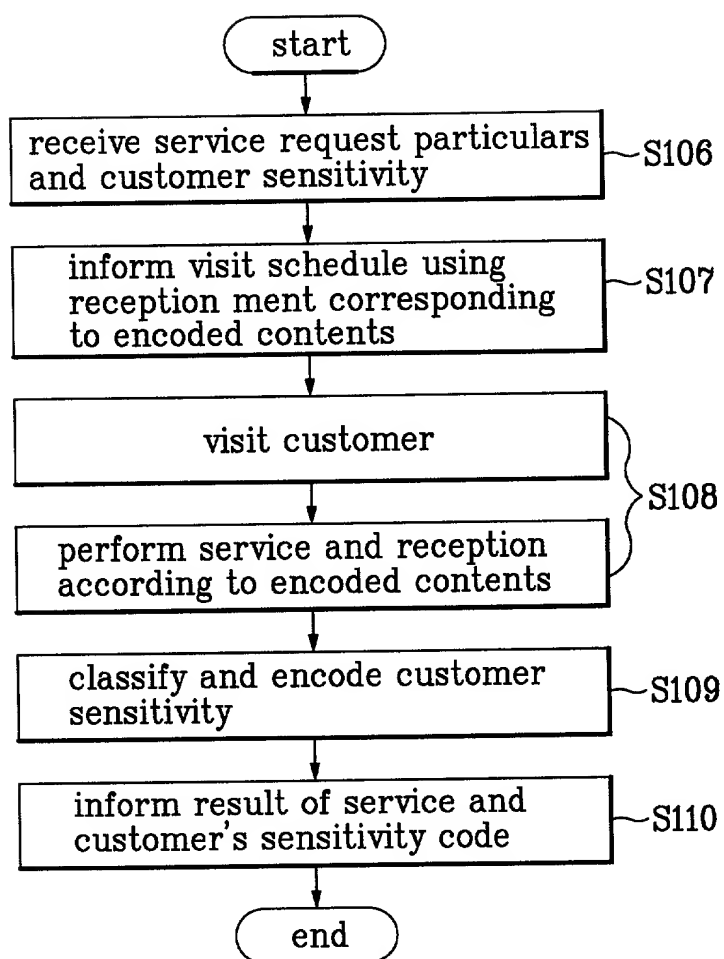 start
receive service request particulars
and customer sensitivity
S106
inform visit schedule using
reception ment corresponding
to encoded contents
S107
visit customer
S108
perform service and reception
according to encoded contents
classify and encode customer
sensitivity
S109
inform result of service and
customer's sensitivity code
S110
end